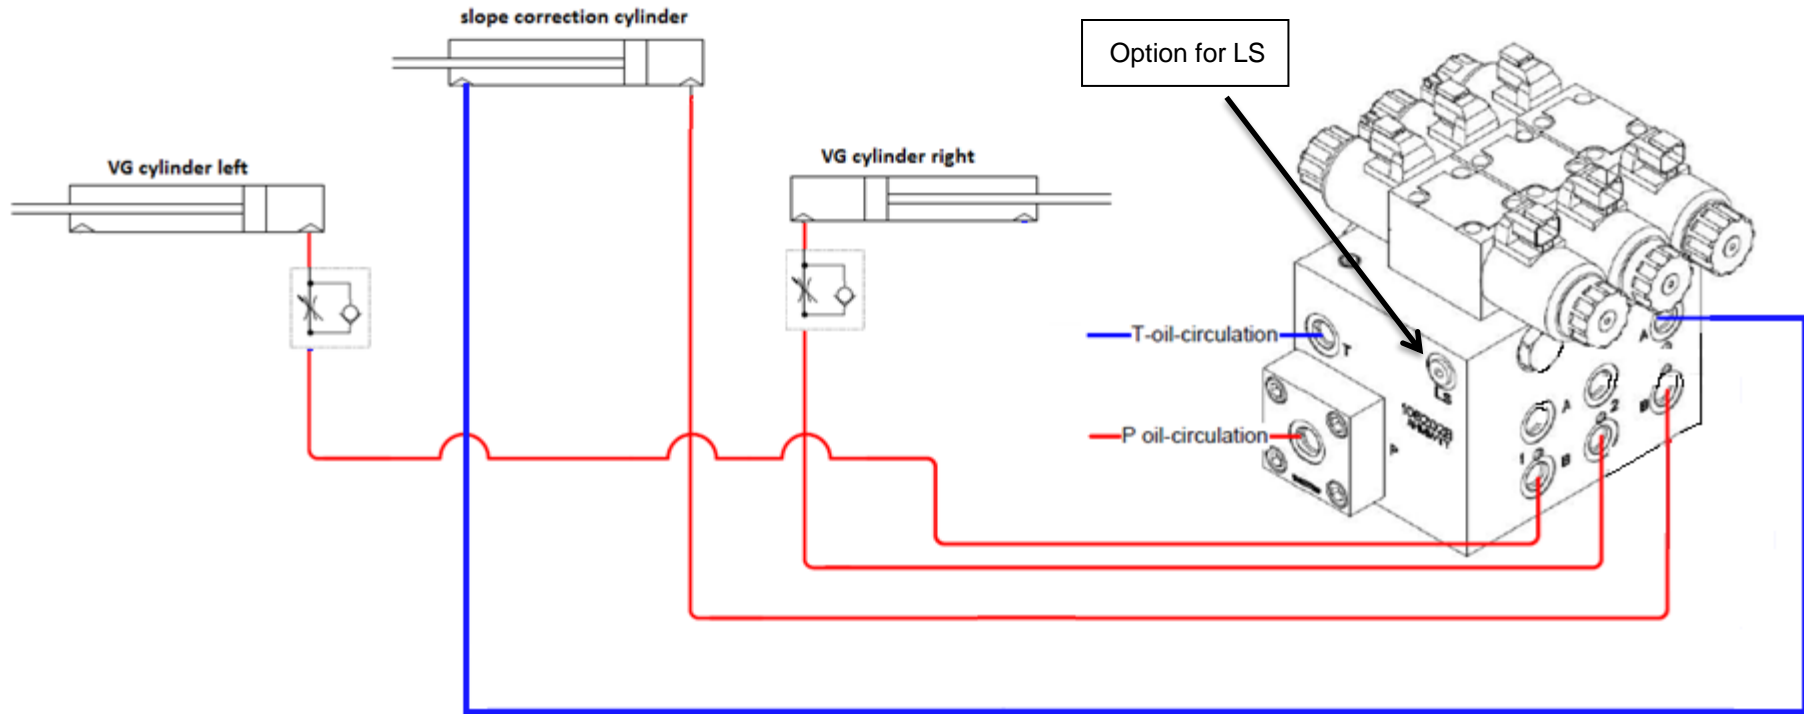 slope correction cylinder
Option for LS
VG cylinder left
VG cylinder right
T-oil-circulation
T
A
LS
A
2
B
P oil-circulation
P
1
B